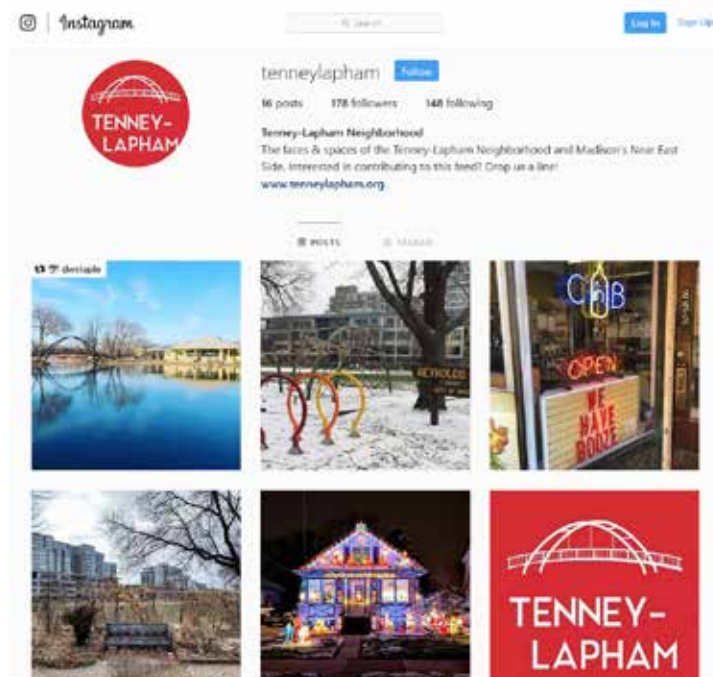 Instagram
Search
Log In
Sign Up
tenneylapham
Follow
16 posts 178 followers 148 following
Tenney-Lapham Neighborhood
The faces & spaces of the Tenney-Lapham Neighborhood and Madison's Near East
Side. Interested in contributing to this feed? Drop us a line!
www.tenneylapham.org
POSTS
TENNEY-
LAPHAM
REYNOLDS
OPEN
WE
HAVE
BOOZE
TENNEY-
LAPHAM